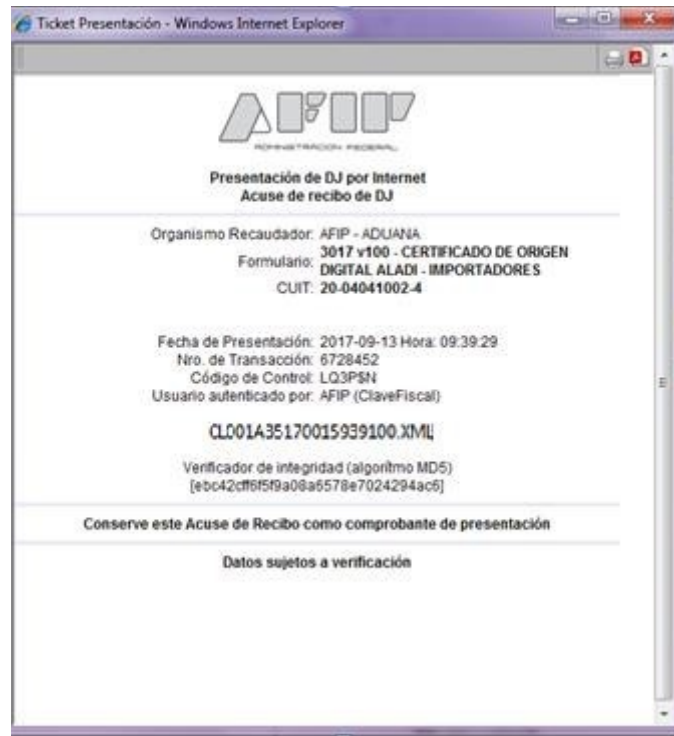 Ticket Presentación - Windows Internet Explorer
AFIP
ADMINISTRACION FEDERAL
Presentación de DJ por Internet
Acuse de recibo de DJ
Organismo Recaudador: AFIP - ADUANA
Formulario: 3017 v100 - CERTIFICADO DE ORIGEN
DIGITAL ALADI - IMPORTADORES
CUIT: 20-04041002-4
Fecha de Presentación: 2017-09-13 Hora: 09:39:29
Nro. de Transacción: 6728452
Código de Control: LQ3P$N
Usuario autenticado por: AFIP (ClaveFiscal)
CL001A35170015939100.XML
Verificador de integridad (algoritmo MD5)
[ebc42cff6f5f9a08a6578e7024294ac6]
Conserve este Acuse de Recibo como comprobante de presentación
Datos sujetos a verificación